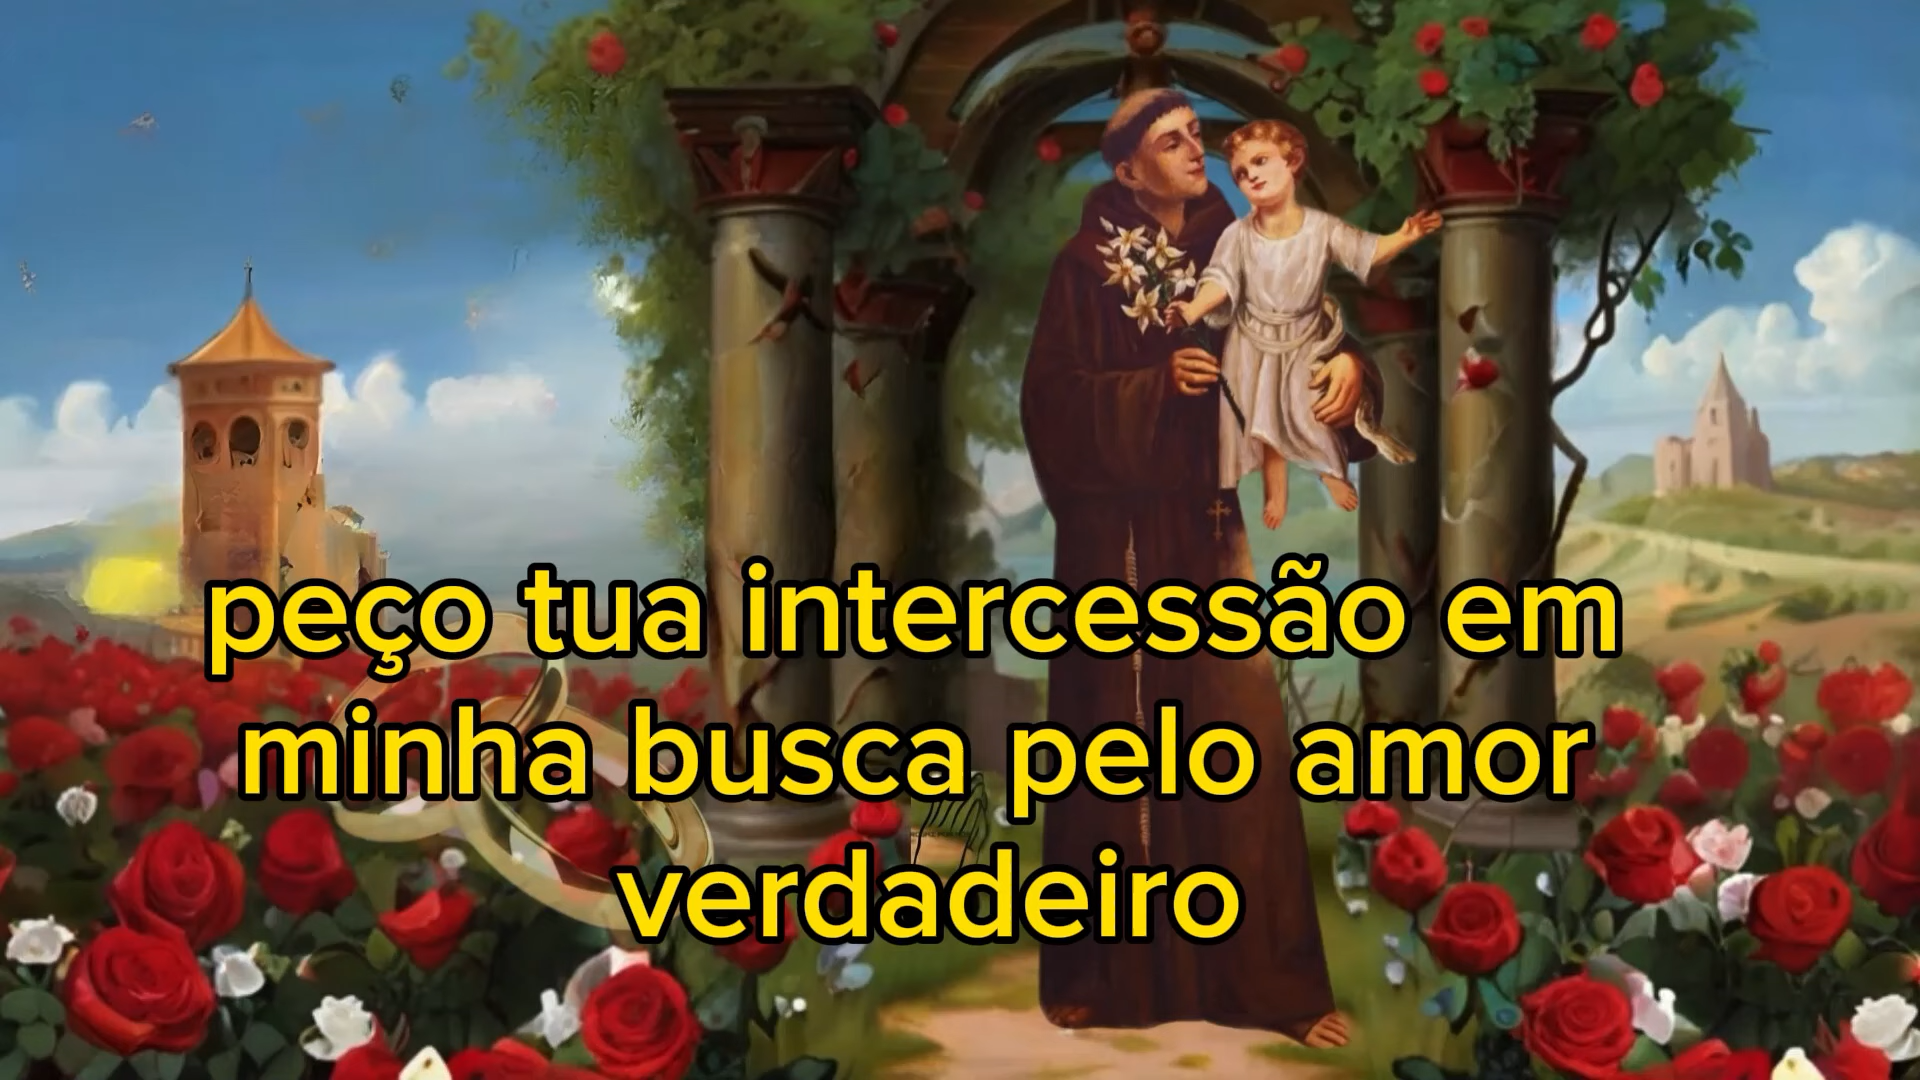 peço tua intercessão em
minha busca pelo amor
verdadeiro